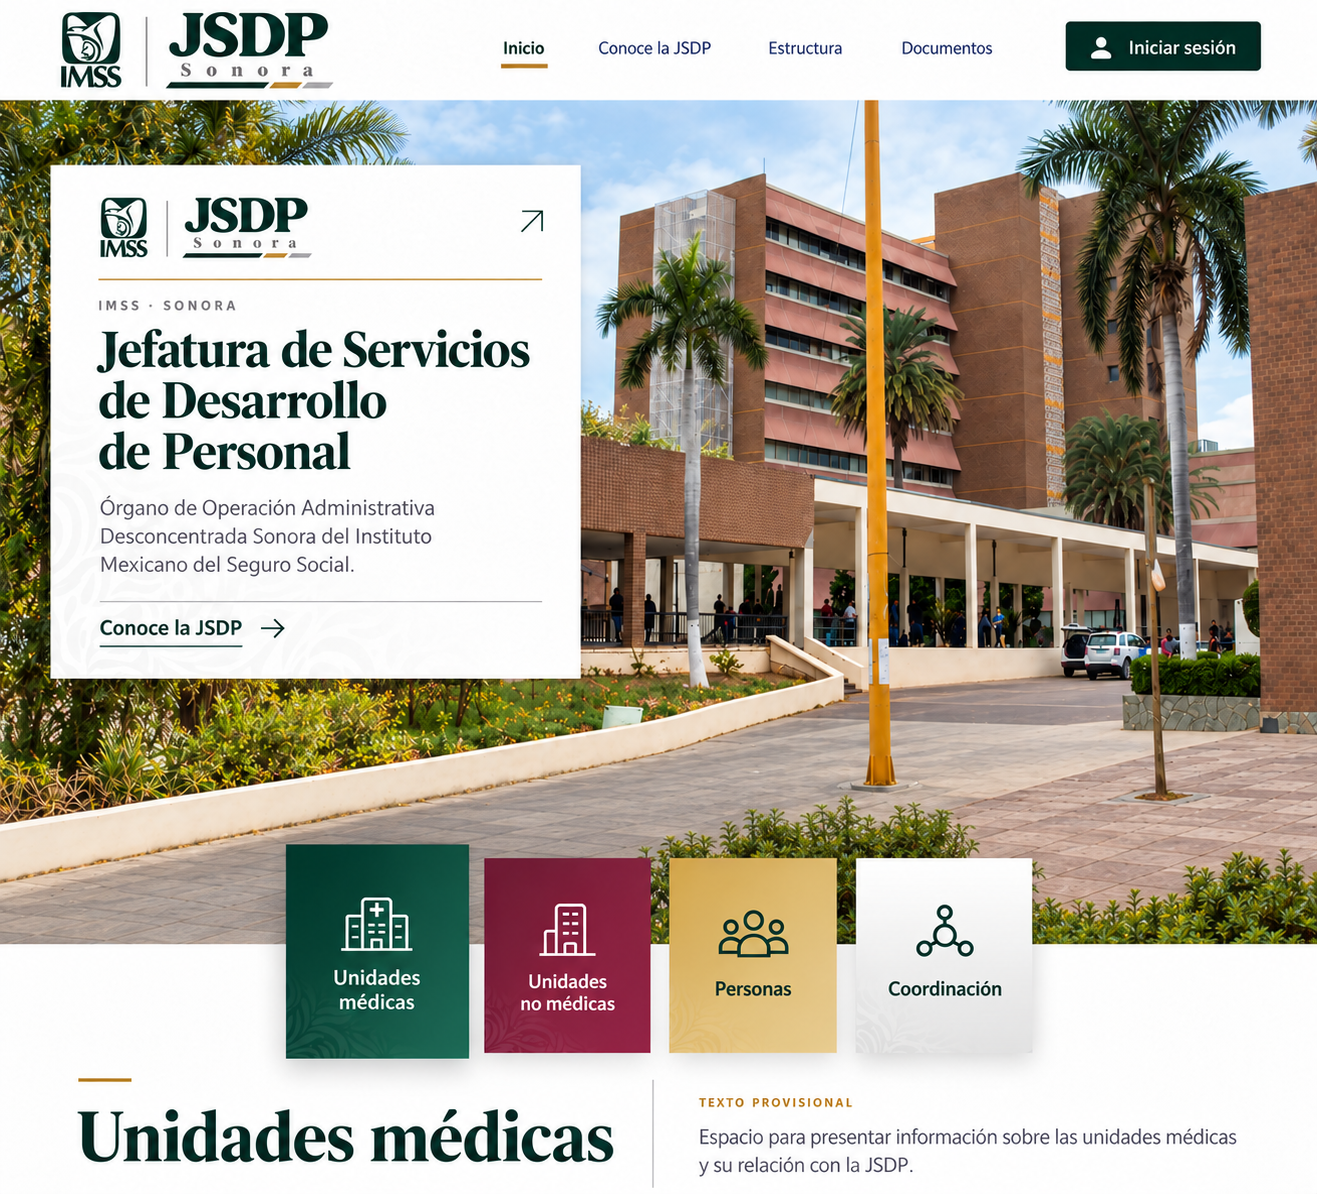 IMSS
JSDP
Sonora
Inicio
Conoce la JSDP
Estructura
Documentos
Iniciar sesión
IMSS
JSDP
Sonora
IMSS · SONORA
Jefatura de Servicios
de Desarrollo
de Personal
Órgano de Operación Administrativa
Desconcentrada Sonora del Instituto
Mexicano del Seguro Social.
Conoce la JSDP
Unidades
médicas
Unidades
no médicas
Personas
Coordinación
Unidades médicas
TEXTO PROVISIONAL
Espacio para presentar información sobre las unidades médicas
y su relación con la JSDP.